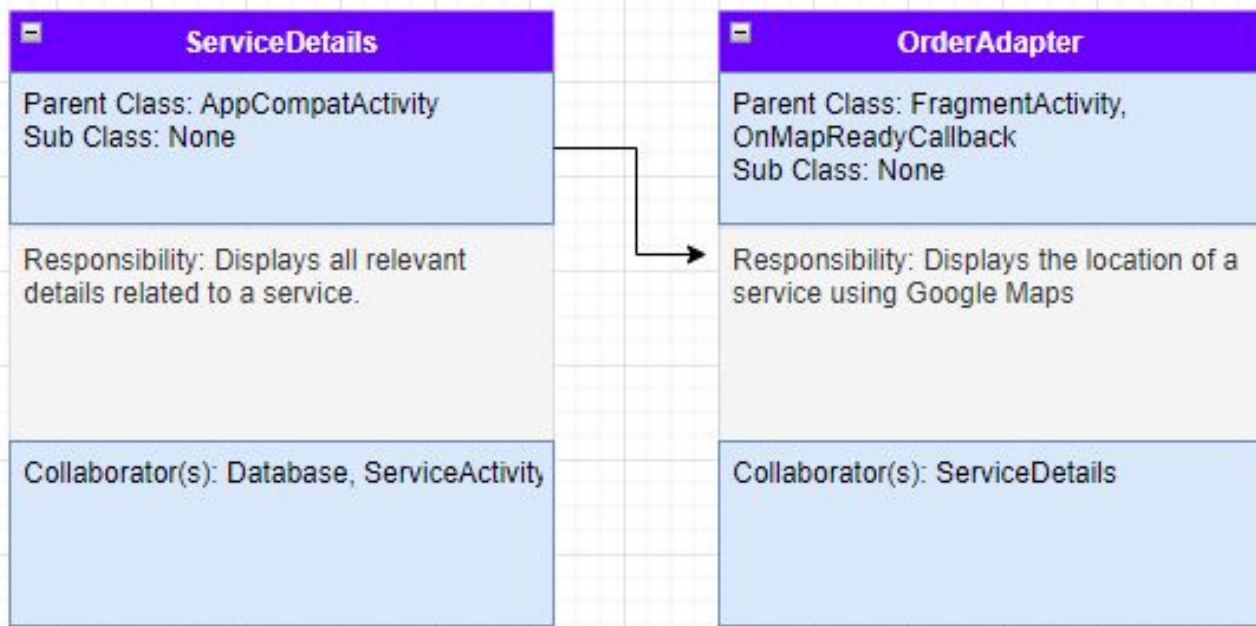 ServiceDetails
Parent Class: AppCompatActivity
Sub Class: None
Responsibility: Displays all relevant
details related to a service.
Collaborator(s): Database, ServiceActivity
OrderAdapter
Parent Class: FragmentActivity,
OnMapReadyCallback
Sub Class: None
Responsibility: Displays the location of a
service using Google Maps
Collaborator(s): ServiceDetails